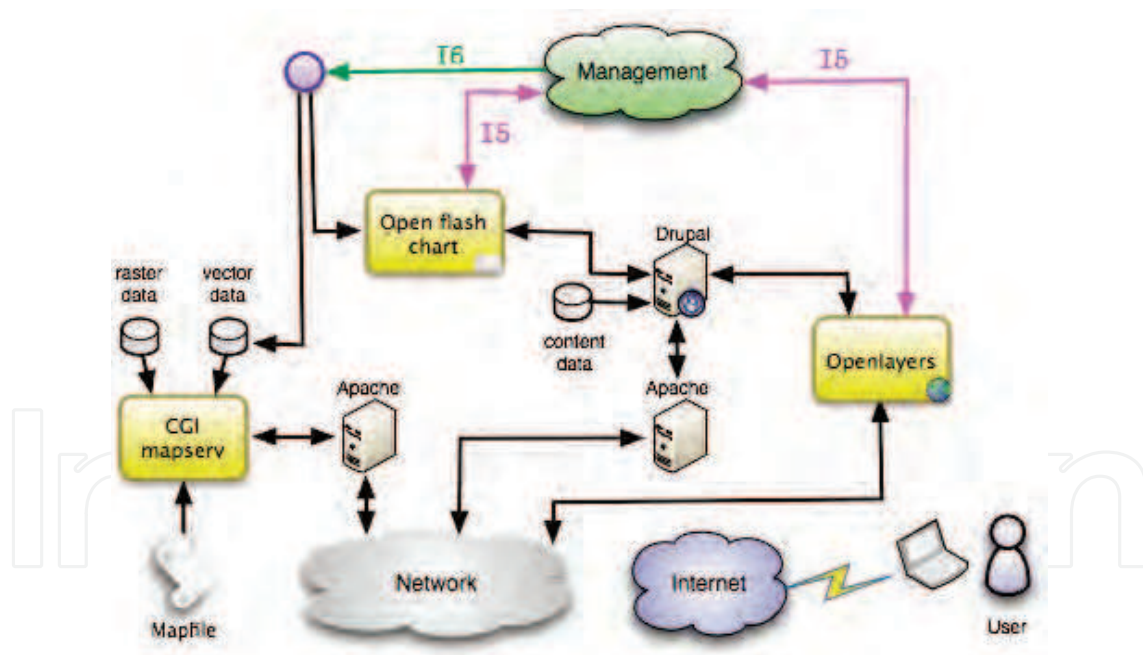 I6
Management
I5
I5
Open flash
chart
Drupal
raster
data
vector
data
content
data
Openlayers
Apache
Apache
CGI
mapserv
Network
Internet
Mapfile
User